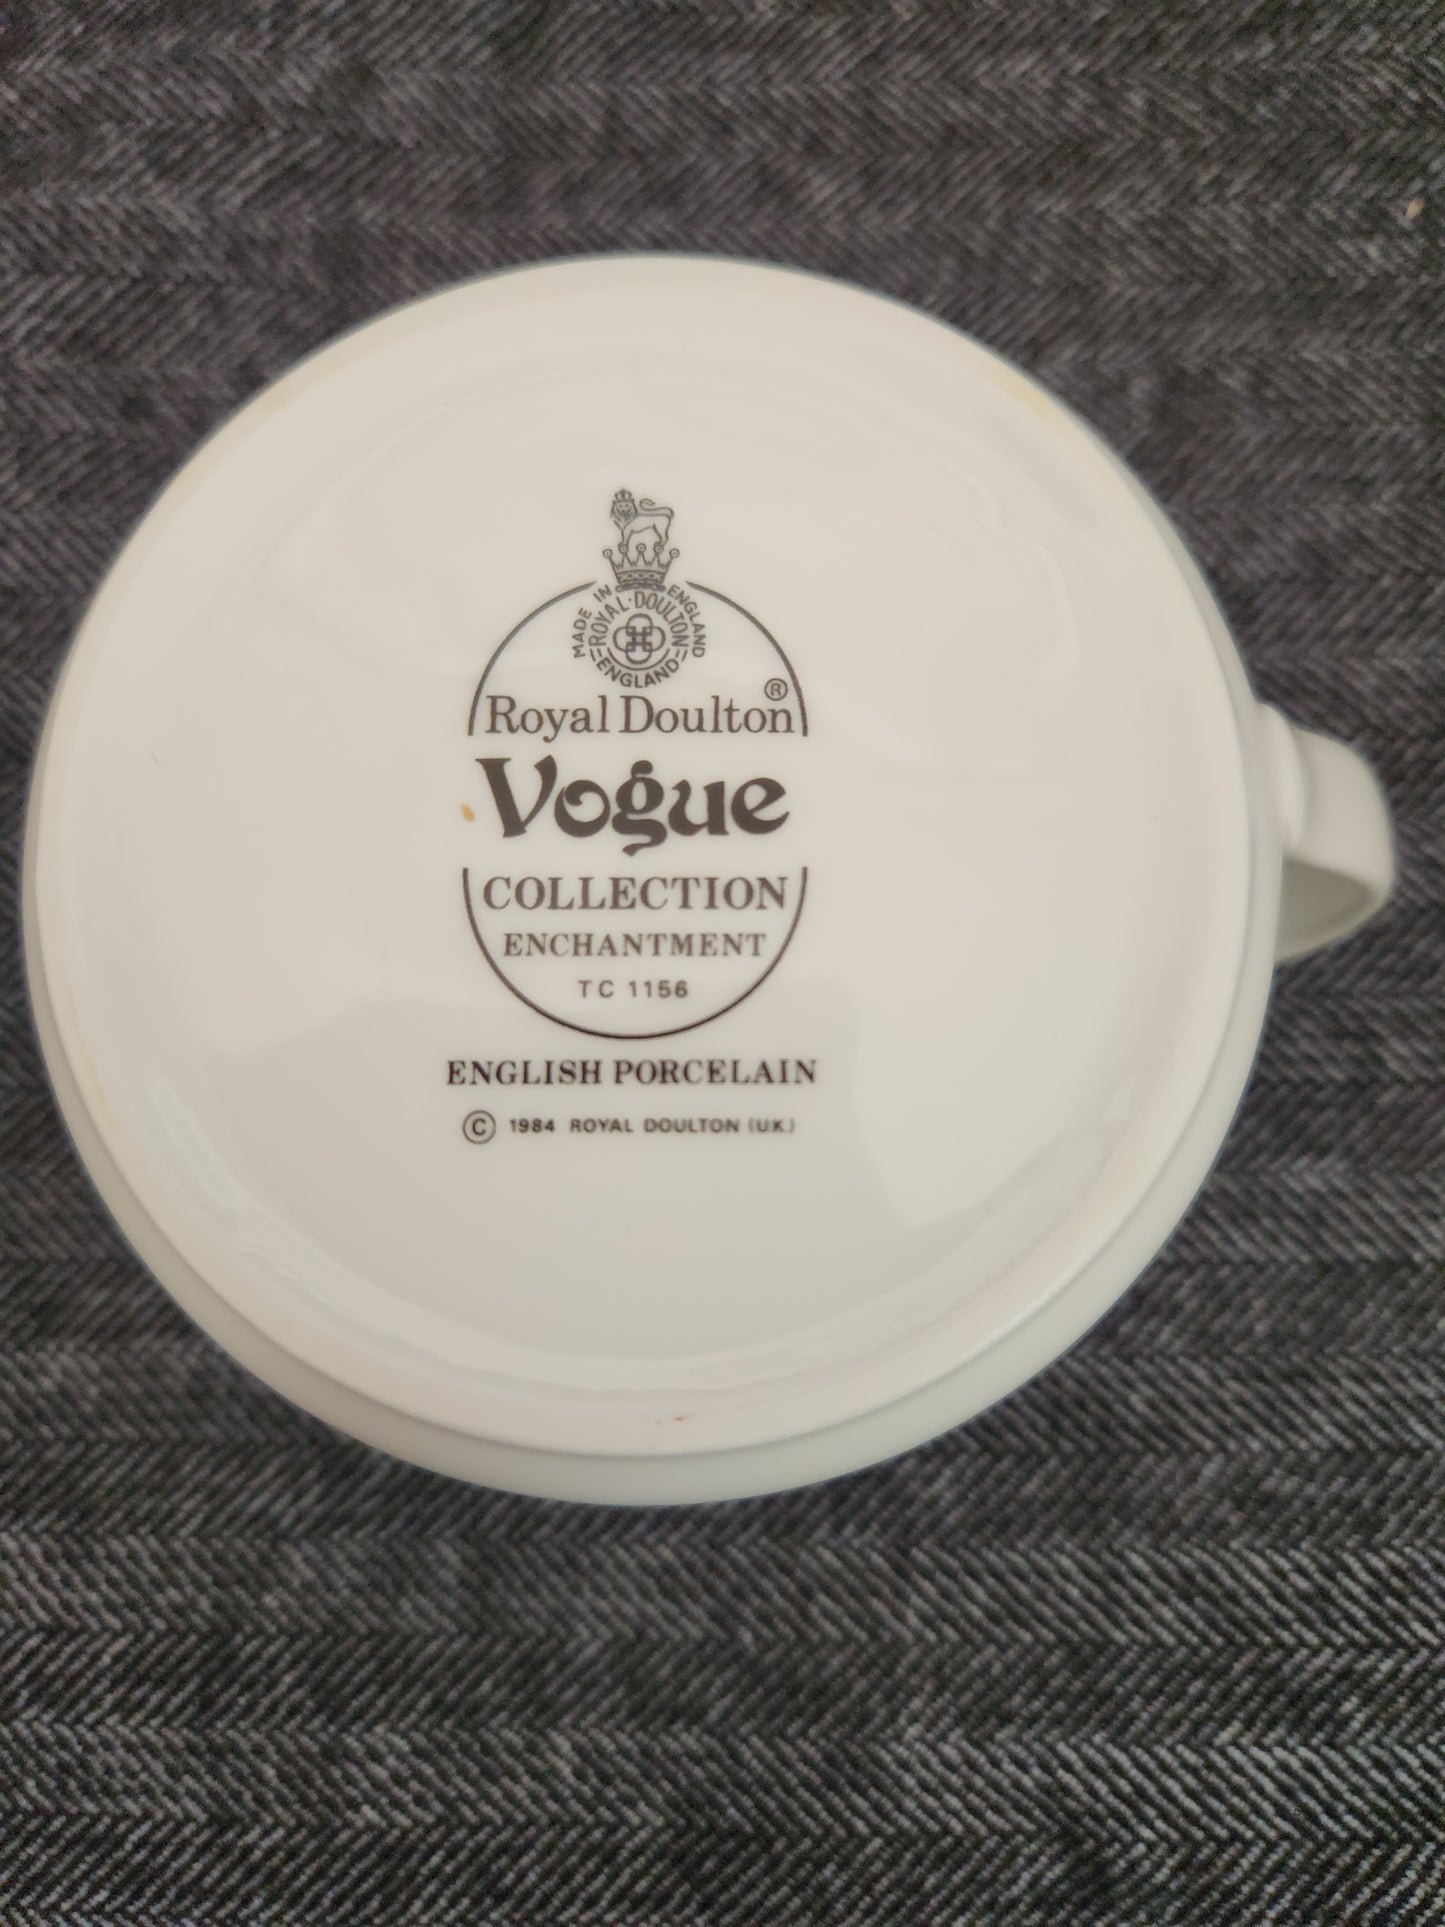 MADE IN ENGLAND
ROYAL·DOULTON
ENGLAND
Royal Doulton ®
Vogue
COLLECTION
ENCHANTMENT
TC 1156
ENGLISH PORCELAIN
© 1984 ROYAL DOULTON (U.K.)